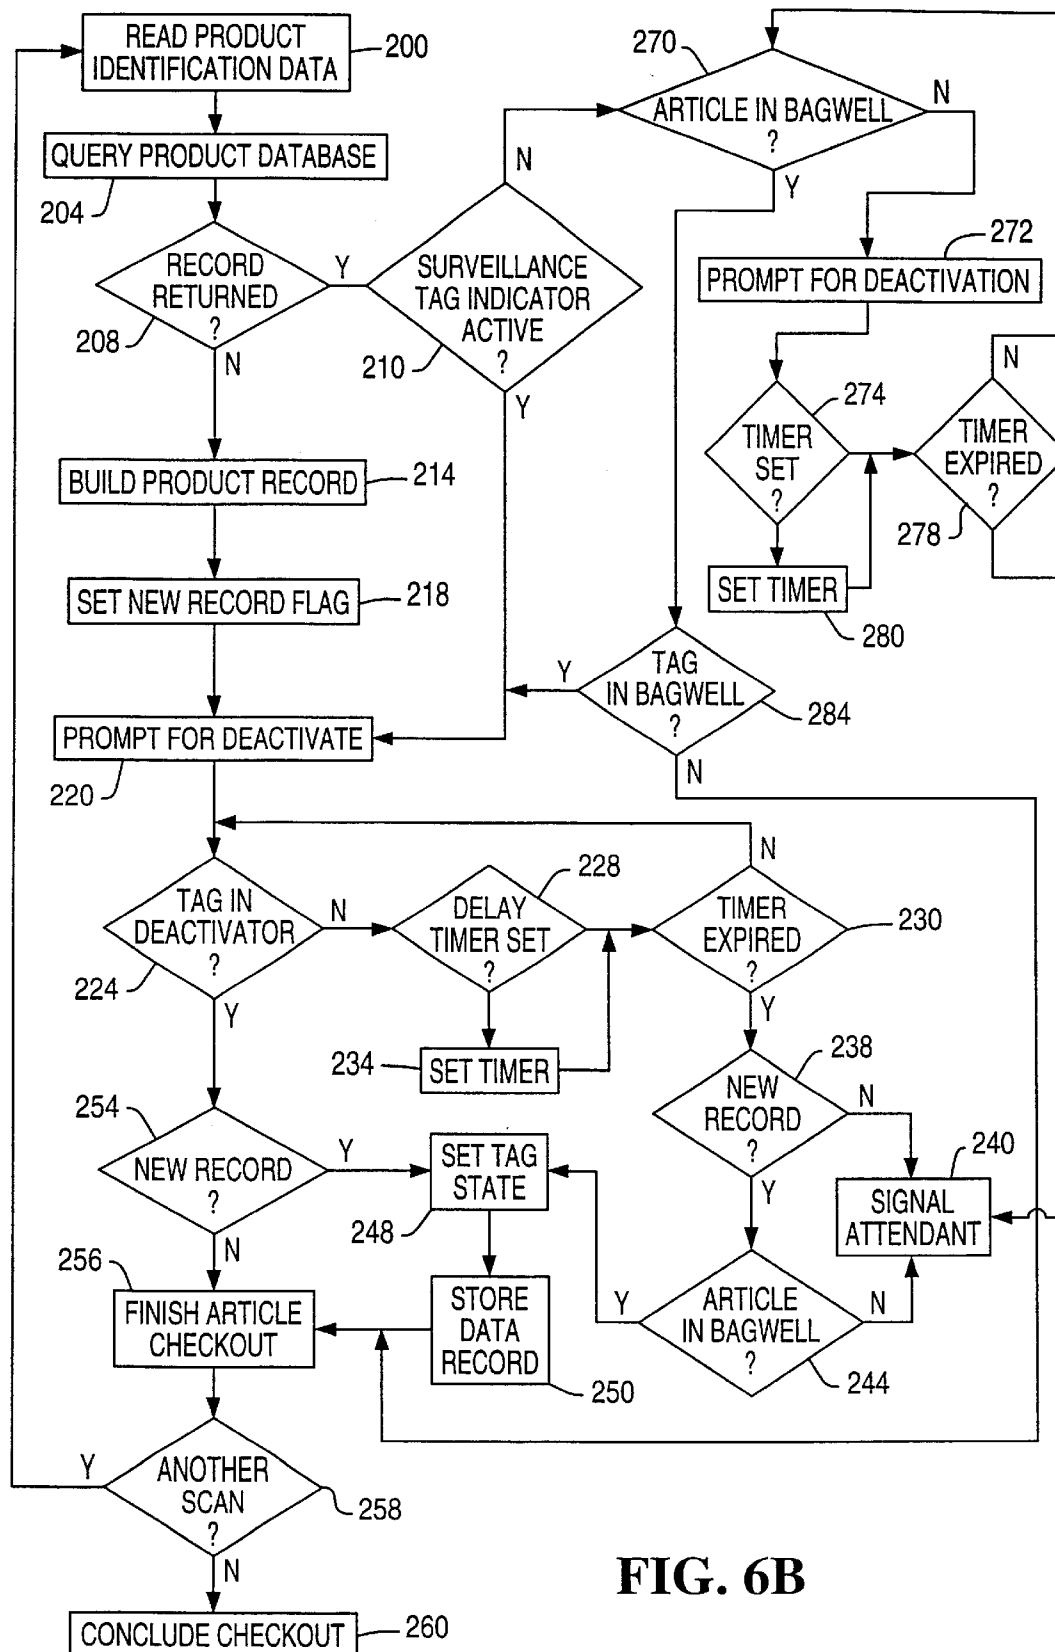 READ PRODUCT
IDENTIFICATION DATA
200
QUERY PRODUCT DATABASE
204
RECORD
RETURNED
?
208
Y
N
SURVEILLANCE
TAG INDICATOR
ACTIVE
?
210
N
Y
BUILD PRODUCT RECORD
214
SET NEW RECORD FLAG
218
PROMPT FOR DEACTIVATE
220
270
ARTICLE IN BAGWELL
?
N
Y
272
PROMPT FOR DEACTIVATION
274
TIMER
SET
?
SET TIMER
280
N
TIMER
EXPIRED
?
278
TAG
IN BAGWELL
?
Y
284
N
TAG IN
DEACTIVATOR
?
224
N
Y
228
DELAY
TIMER SET
?
234
SET TIMER
N
TIMER
EXPIRED
?
230
Y
238
NEW
RECORD
?
N
Y
240
SIGNAL
ATTENDANT
ARTICLE
IN BAGWELL
?
Y
N
244
254
NEW RECORD
?
Y
N
SET TAG
STATE
248
STORE
DATA
RECORD
250
256
FINISH ARTICLE
CHECKOUT
Y
ANOTHER
SCAN
?
258
N
CONCLUDE CHECKOUT
260
FIG. 6B